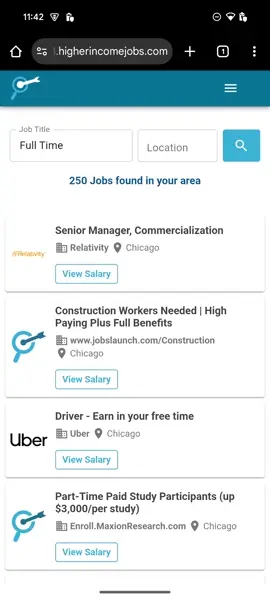 11:42
.higherincomejobs.com
1
Job Title
Full Time
Location
250 Jobs found in your area
Relativity
Senior Manager, Commercialization
Relativity Chicago
View Salary
Construction Workers Needed | High
Paying Plus Full Benefits
www.jobslaunch.com/Construction
Chicago
View Salary
Uber
Driver - Earn in your free time
Uber Chicago
View Salary
Part-Time Paid Study Participants (up
$3,000/per study)
Enroll.MaxionResearch.com Chicago
View Salary